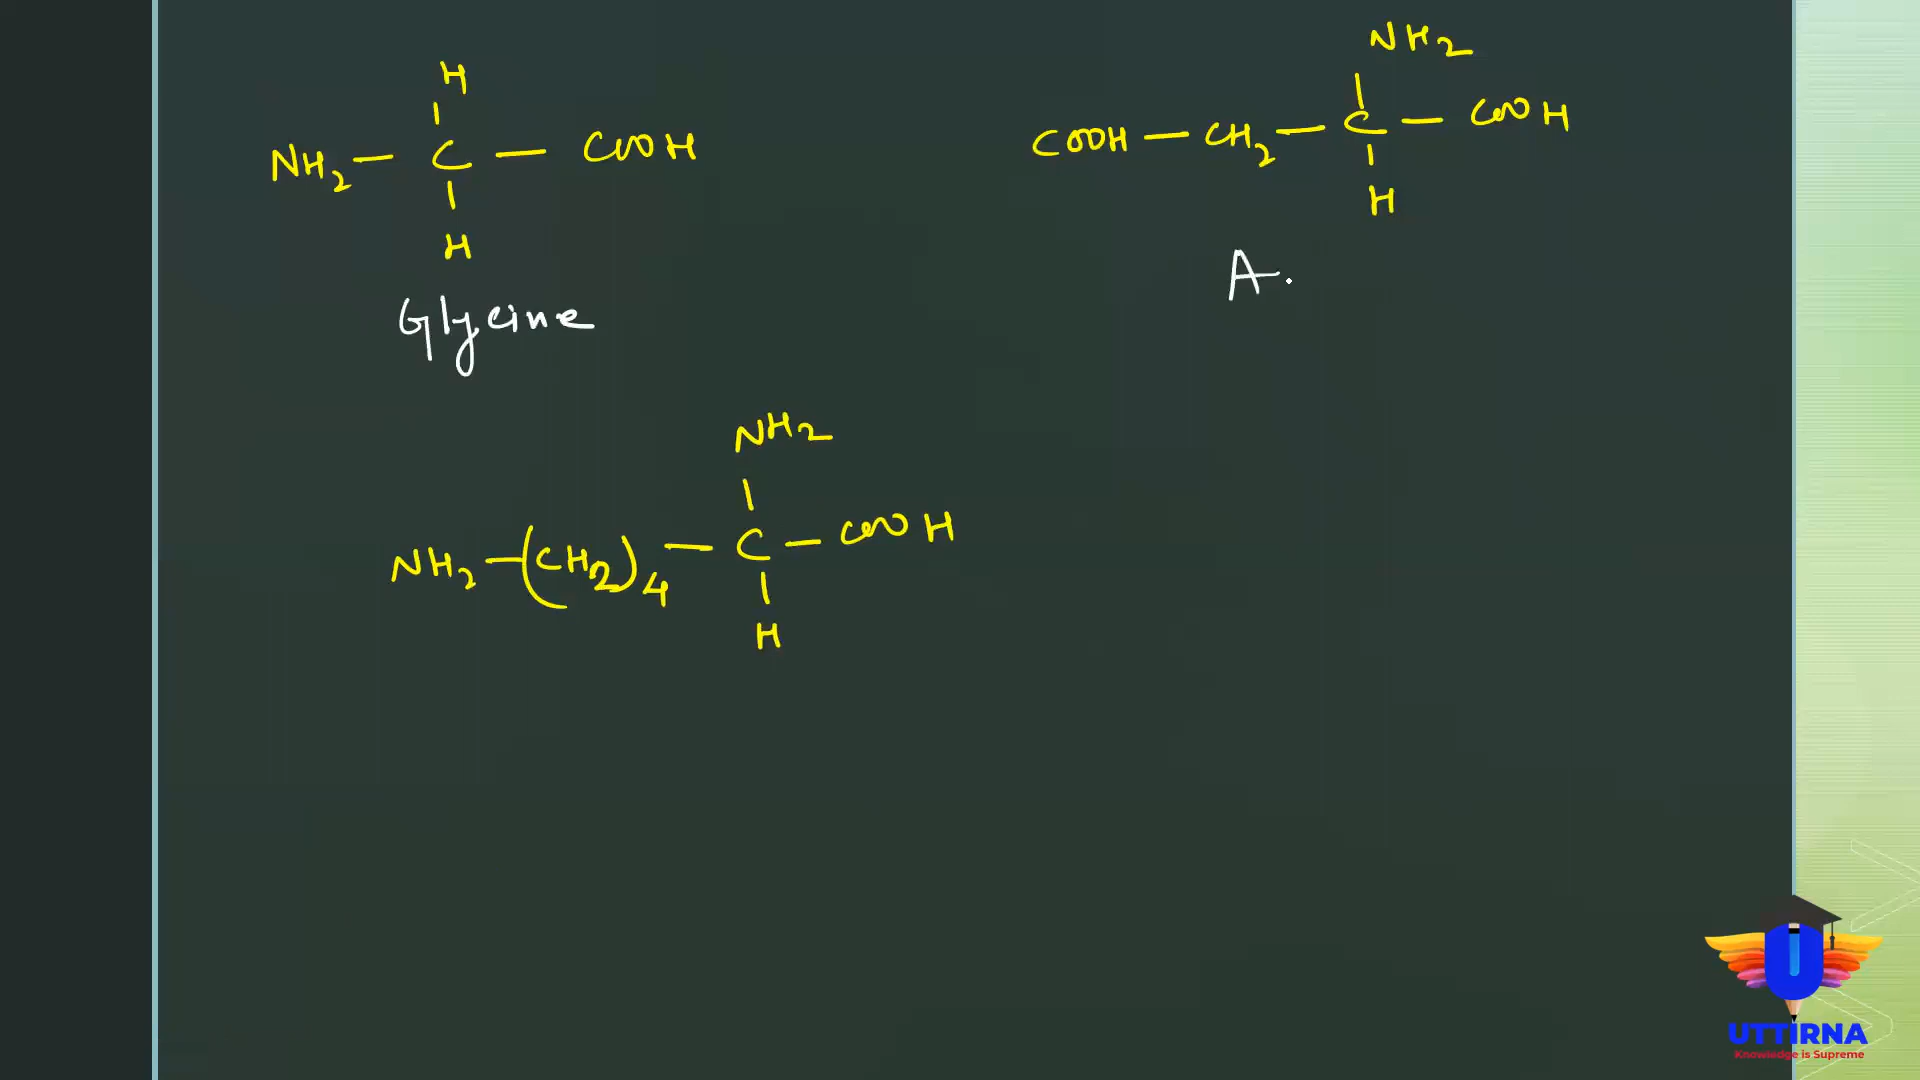 H
|
NH₂ — C — COOH
|
H
Glycine
NH₂
|
COOH — CH₂ — C — COOH
|
H
A.
NH₂
|
NH₂ —(CH₂)₄ — C — COOH
|
H
U
UTTIRNA
Knowledge is Supreme